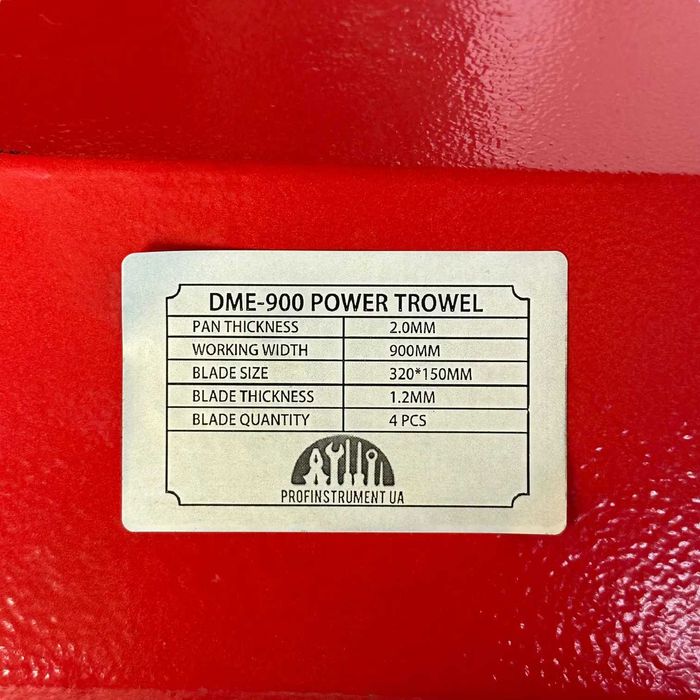 DME-900 POWER TROWEL
PAN THICKNESS 2.0MM
WORKING WIDTH 900MM
BLADE SIZE 320*150MM
BLADE THICKNESS 1.2MM
BLADE QUANTITY 4 PCS
PROFINSTRUMENT UA